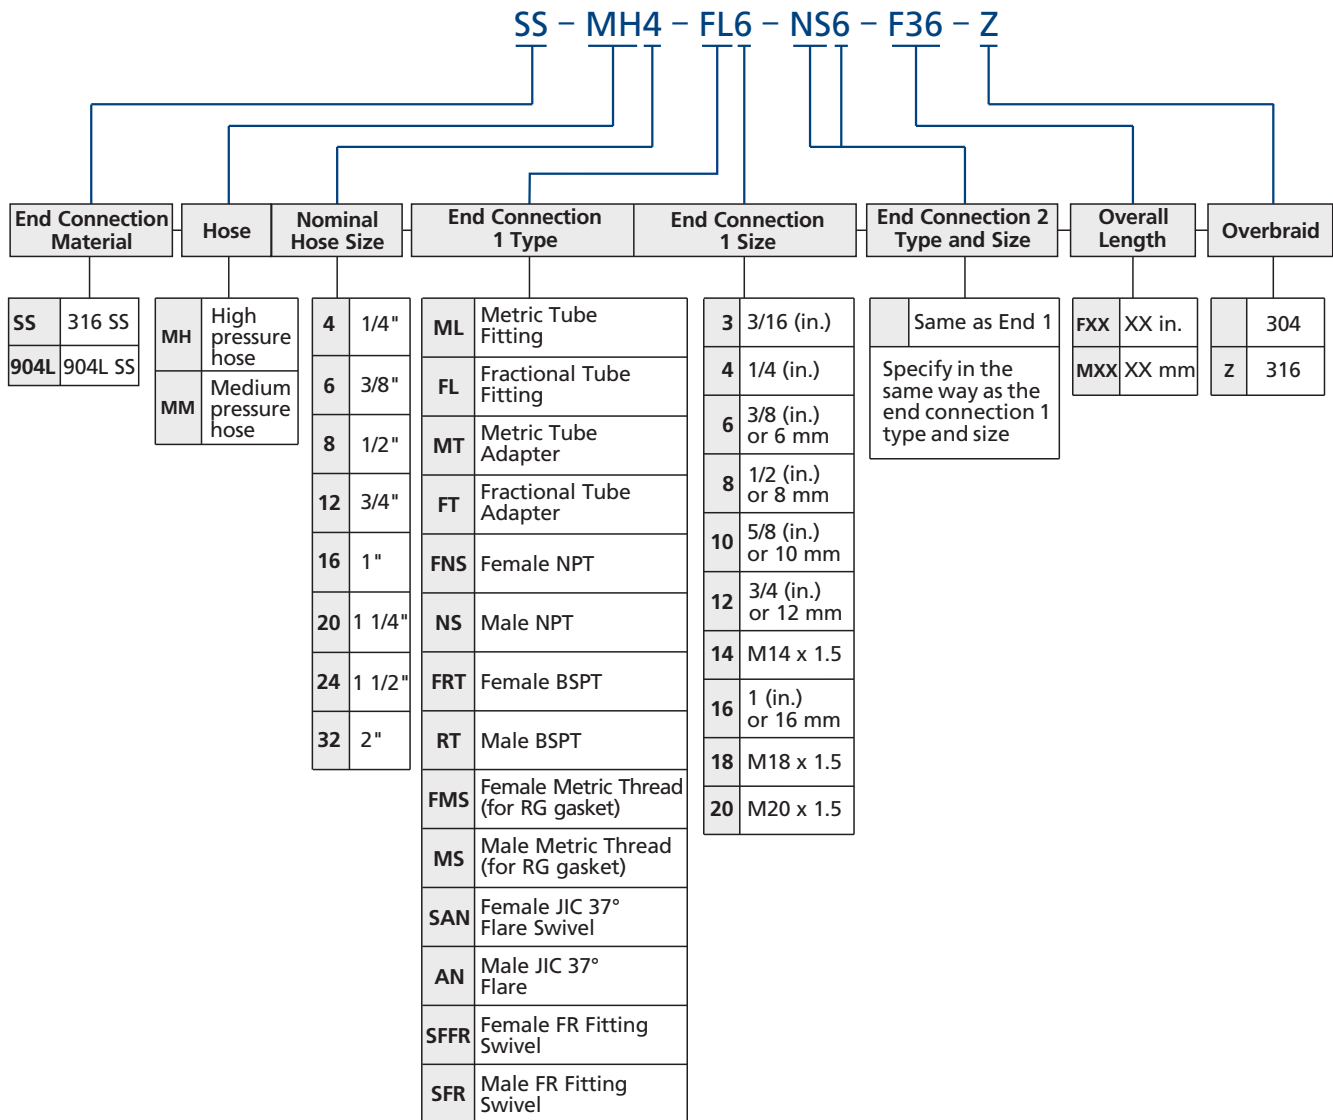 SS – MH4 – FL6 – NS6 – F36 – Z
End Connection
Material
Hose
Nominal
Hose Size
End Connection
1 Type
End Connection
1 Size
End Connection 2
Type and Size
Overall
Length
Overbraid
SS 316 SS
904L 904L SS
MH High
pressure
hose
MM Medium
pressure
hose
4 1/4"
6 3/8"
8 1/2"
12 3/4"
16 1"
20 1 1/4"
24 1 1/2"
32 2"
ML Metric Tube
Fitting
FL Fractional Tube
Fitting
MT Metric Tube
Adapter
FT Fractional Tube
Adapter
FNS Female NPT
NS Male NPT
FRT Female BSPT
RT Male BSPT
FMS Female Metric Thread
(for RG gasket)
MS Male Metric Thread
(for RG gasket)
SAN Female JIC 37°
Flare Swivel
AN Male JIC 37°
Flare
SFFR Female FR Fitting
Swivel
SFR Male FR Fitting
Swivel
3 3/16 (in.)
4 1/4 (in.)
6 3/8 (in.)
or 6 mm
8 1/2 (in.)
or 8 mm
10 5/8 (in.)
or 10 mm
12 3/4 (in.)
or 12 mm
14 M14 x 1.5
16 1 (in.)
or 16 mm
18 M18 x 1.5
20 M20 x 1.5
Same as End 1
Specify in the
same way as the
end connection 1
type and size
FXX XX in.
MXX XX mm
304
Z 316